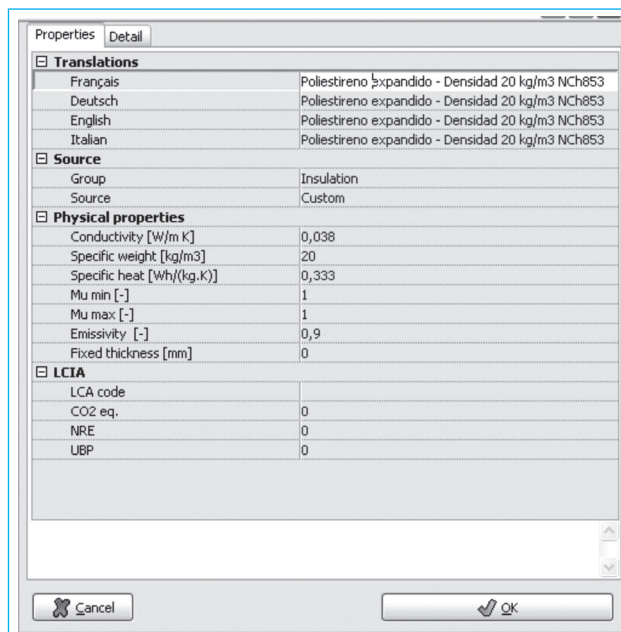 Properties Detail
Translations
Français Poliestireno expandido - Densidad 20 kg/m3 NCh853
Deutsch Poliestireno expandido - Densidad 20 kg/m3 NCh853
English Poliestireno expandido - Densidad 20 kg/m3 NCh853
Italian Poliestireno expandido - Densidad 20 kg/m3 NCh853
Source
Group Insulation
Source Custom
Physical properties
Conductivity [W/m K] 0,038
Specific weight [kg/m3] 20
Specific heat [Wh/(kg.K)] 0,333
Mu min [-] 1
Mu max [-] 1
Emissivity [-] 0,9
Fixed thickness [mm] 0
LCIA
LCA code
CO2 eq. 0
NRE 0
UBP 0
Cancel OK